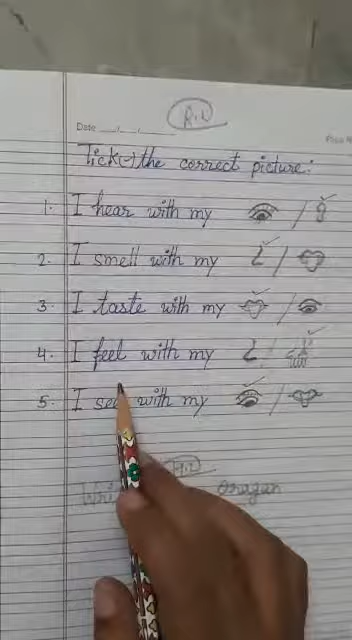 R.W
Date
Tick (✓) the correct picture:
1. I hear with my /
2. I smell with my /
3. I taste with my /
4. I feel with my /
5. I see with my /
H.W